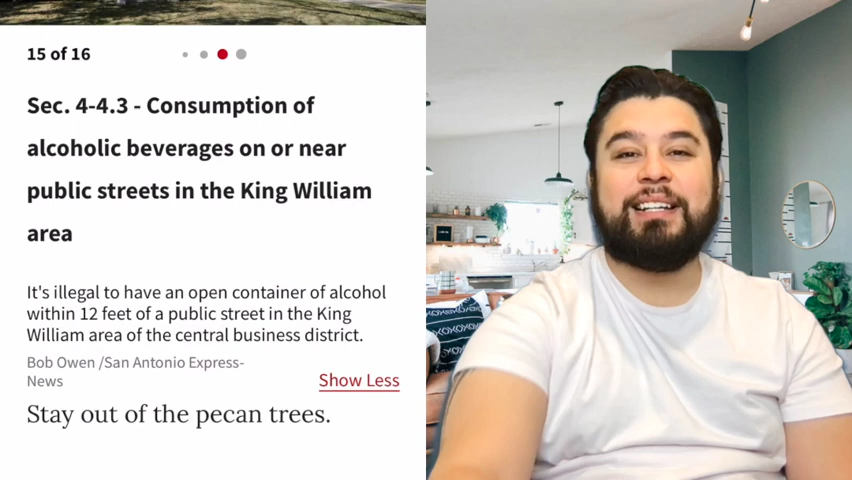 15 of 16
Sec. 4-4.3 - Consumption of
alcoholic beverages on or near
public streets in the King William
area
It's illegal to have an open container of alcohol
within 12 feet of a public street in the King
William area of the central business district.
Bob Owen /San Antonio Express-
News
Show Less
Stay out of the pecan trees.